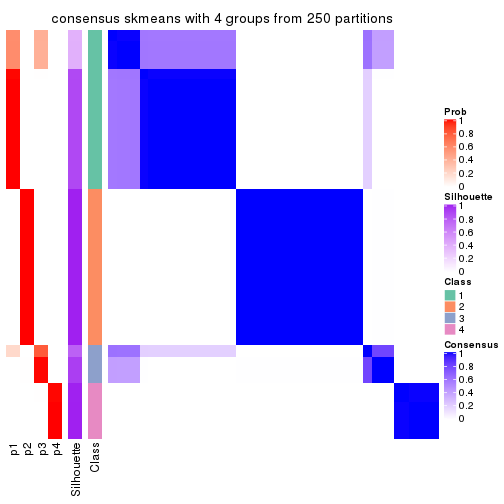 consensus skmeans with 4 groups from 250 partitions
Prob
1
0.8
0.6
0.4
0.2
0
Silhouette
1
0.8
0.6
0.4
0.2
0
Class
1
2
3
4
Consensus
1
0.8
0.6
0.4
0.2
0
p1
p2
p3
p4
Silhouette
Class